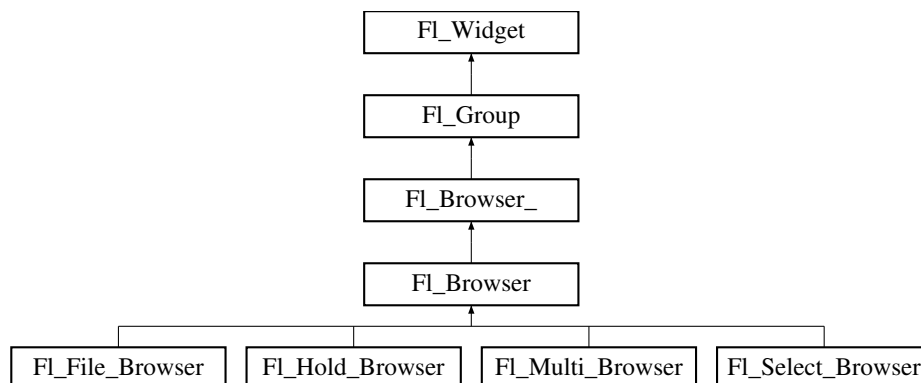 Fl_Widget
Fl_Group
Fl_Browser_
Fl_Browser
Fl_File_Browser Fl_Hold_Browser Fl_Multi_Browser Fl_Select_Browser